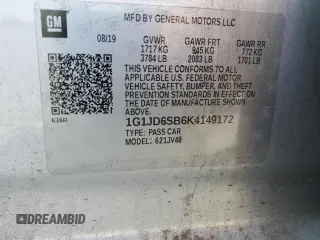 GM
MFD BY GENERAL MOTORS LLC
08/19 GVWR GAWR FRT GAWR RR
1717 KG 945 KG 772 KG
3784 LB 2083 LB 1701 LB
THIS VEHICLE CONFORMS TO ALL
APPLICABLE U.S. FEDERAL MOTOR
VEHICLE SAFETY, BUMPER, AND THEFT
PREVENTION STANDARDS IN EFFECT ON
THE DATE OF MANUFACTURE SHOWN
ABOVE.
1G1JD6SB6K4149172
TYPE: PASS CAR
MODEL: 621JV48
DREAMBID